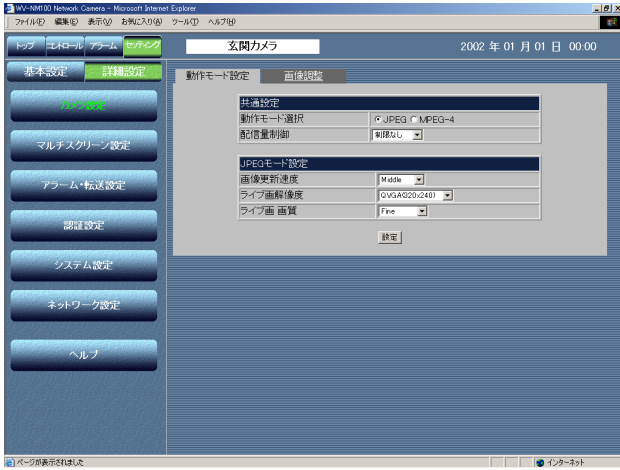 WV-NM100 Network Camera - Microsoft Internet Explorer
ファイル(F) 編集(E) 表示(V) お気に入り(A) ツール(T) ヘルプ(H)
トップ コントロール アラーム セッティング 玄関カメラ 2002 年 01 月 01 日 00:00
基本設定 詳細設定 動作モード設定 画像調整
カメラ設定
マルチスクリーン設定
アラーム・転送設定
認証設定
システム設定
ネットワーク設定
ヘルプ
共通設定
動作モード選択 JPEG MPEG-4
配信量制御 制限なし
JPEGモード設定
画像更新速度 Middle
ライブ画解像度 QVGA(320x240)
ライブ画 画質 Fine
設定
ページが表示されました インターネット